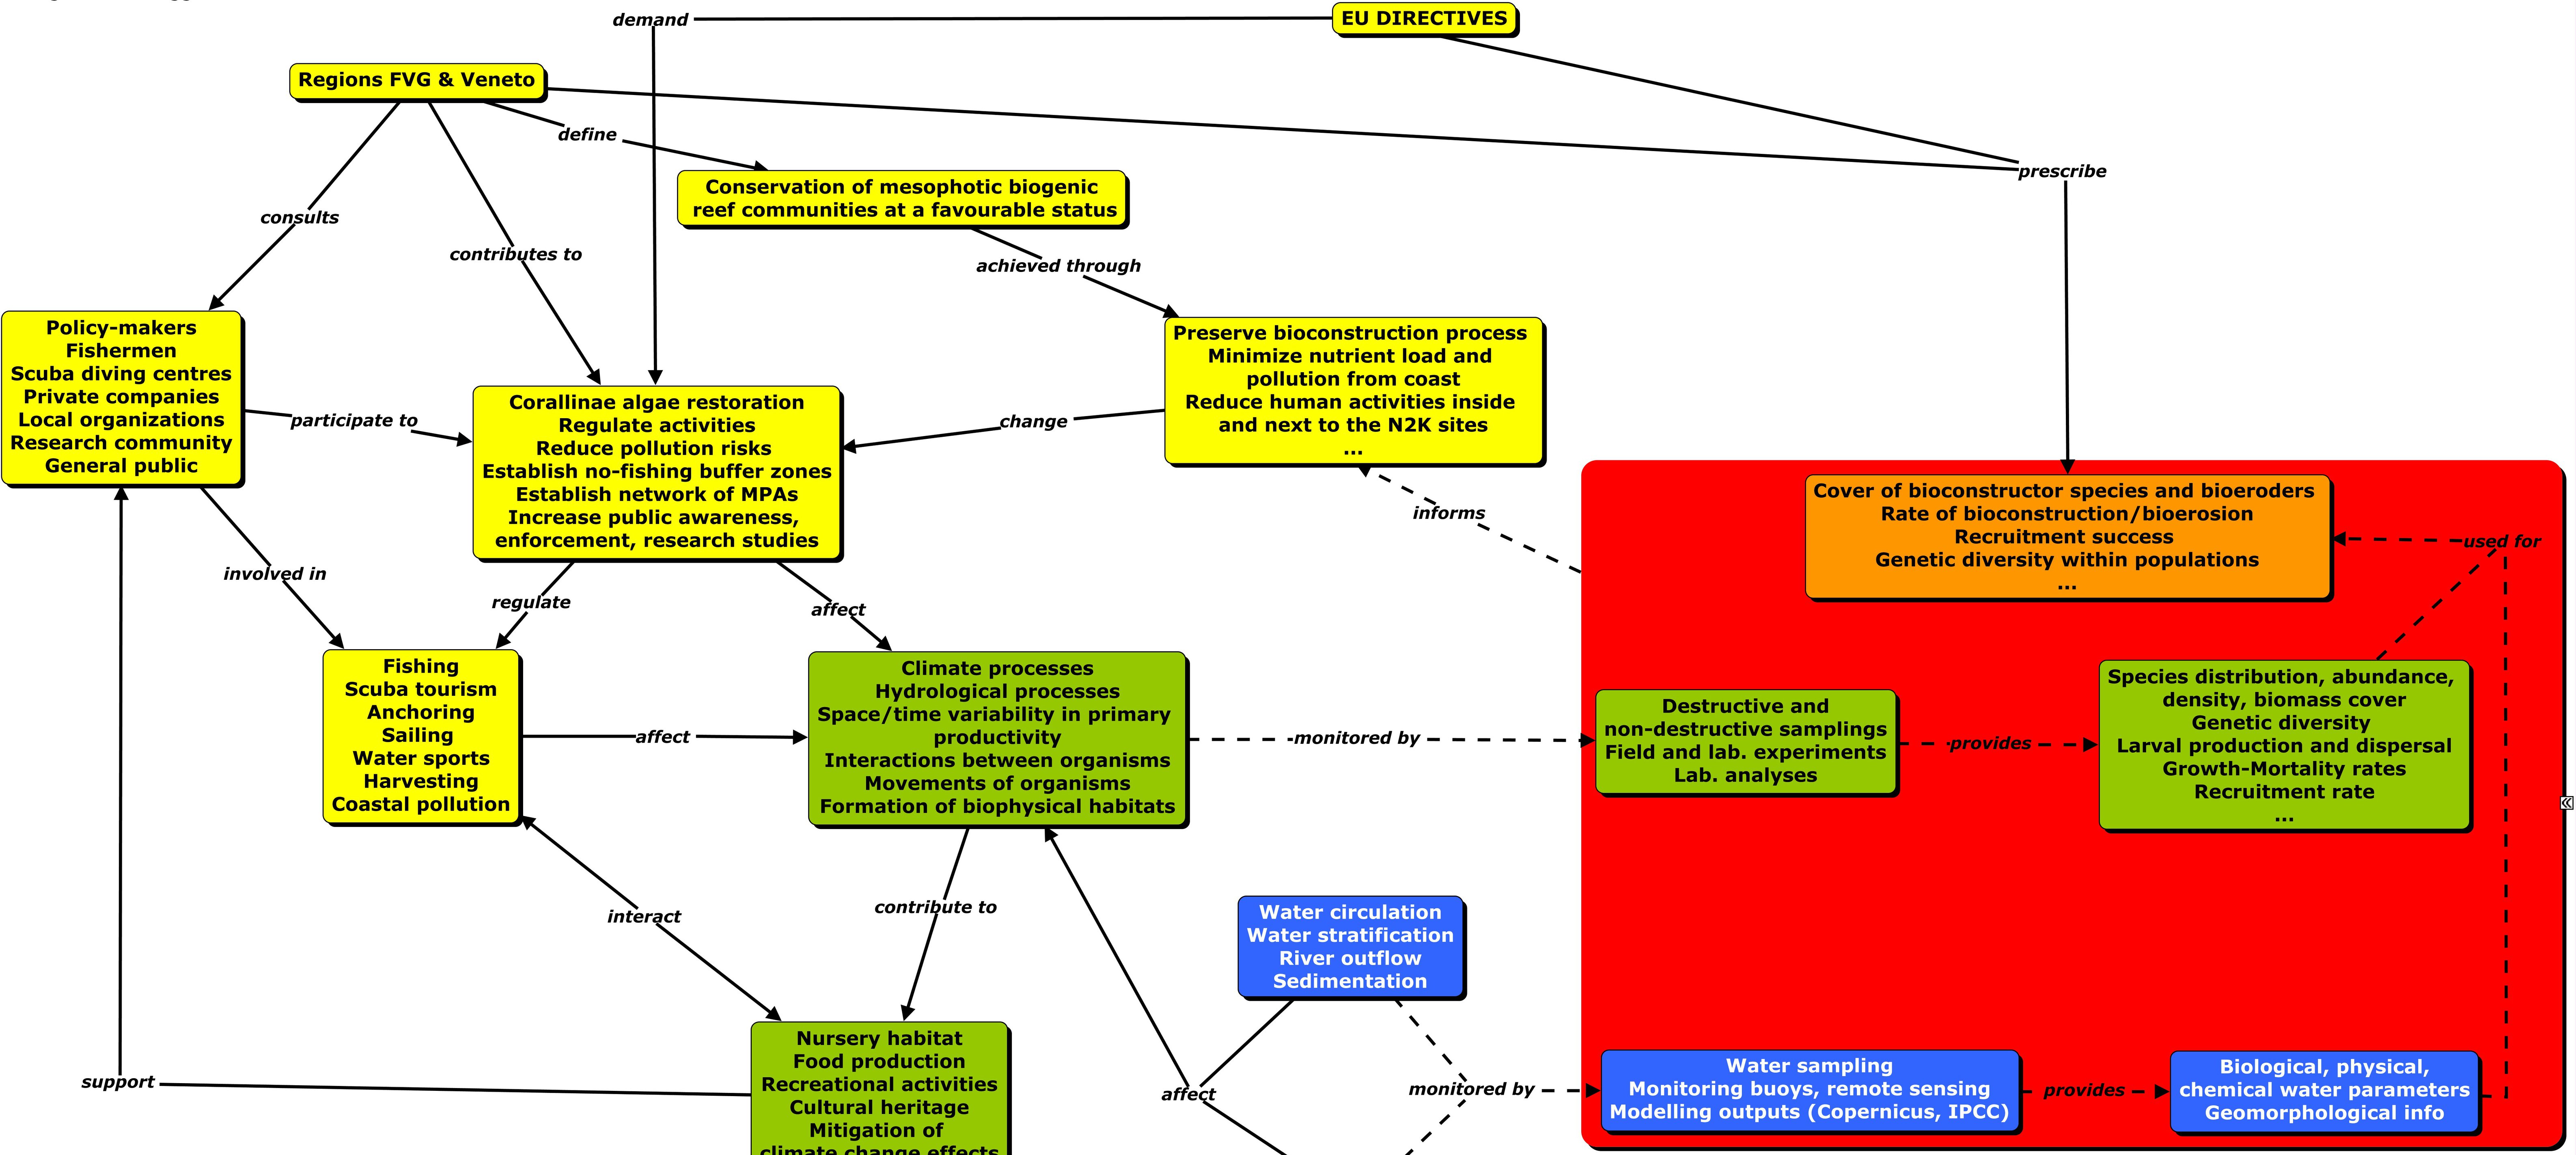 demand
EU DIRECTIVES
Regions FVG & Veneto
define
prescribe
Conservation of mesophotic biogenic
reef communities at a favourable status
consults
contributes to
achieved through
Policy-makers
Fishermen
Scuba diving centres
Private companies
Local organizations
Research community
General public
Preserve bioconstruction process
Minimize nutrient load and
pollution from coast
Reduce human activities inside
and next to the N2K sites
...
participate to
Corallinae algae restoration
Regulate activities
Reduce pollution risks
Establish no-fishing buffer zones
Establish network of MPAs
Increase public awareness,
enforcement, research studies
change
informs
Cover of bioconstructor species and bioeroders
Rate of bioconstruction/bioerosion
Recruitment success
Genetic diversity within populations
...
used for
involved in
regulate
affect
Fishing
Scuba tourism
Anchoring
Sailing
Water sports
Harvesting
Coastal pollution
affect
Climate processes
Hydrological processes
Space/time variability in primary
productivity
Interactions between organisms
Movements of organisms
Formation of biophysical habitats
monitored by
Destructive and
non-destructive samplings
Field and lab. experiments
Lab. analyses
provides
Species distribution, abundance,
density, biomass cover
Genetic diversity
Larval production and dispersal
Growth-Mortality rates
Recruitment rate
...
interact
contribute to
Water circulation
Water stratification
River outflow
Sedimentation
support
Nursery habitat
Food production
Recreational activities
Cultural heritage
Mitigation of
climate change effects
affect
monitored by
Water sampling
Monitoring buoys, remote sensing
Modelling outputs (Copernicus, IPCC)
provides
Biological, physical,
chemical water parameters
Geomorphological info